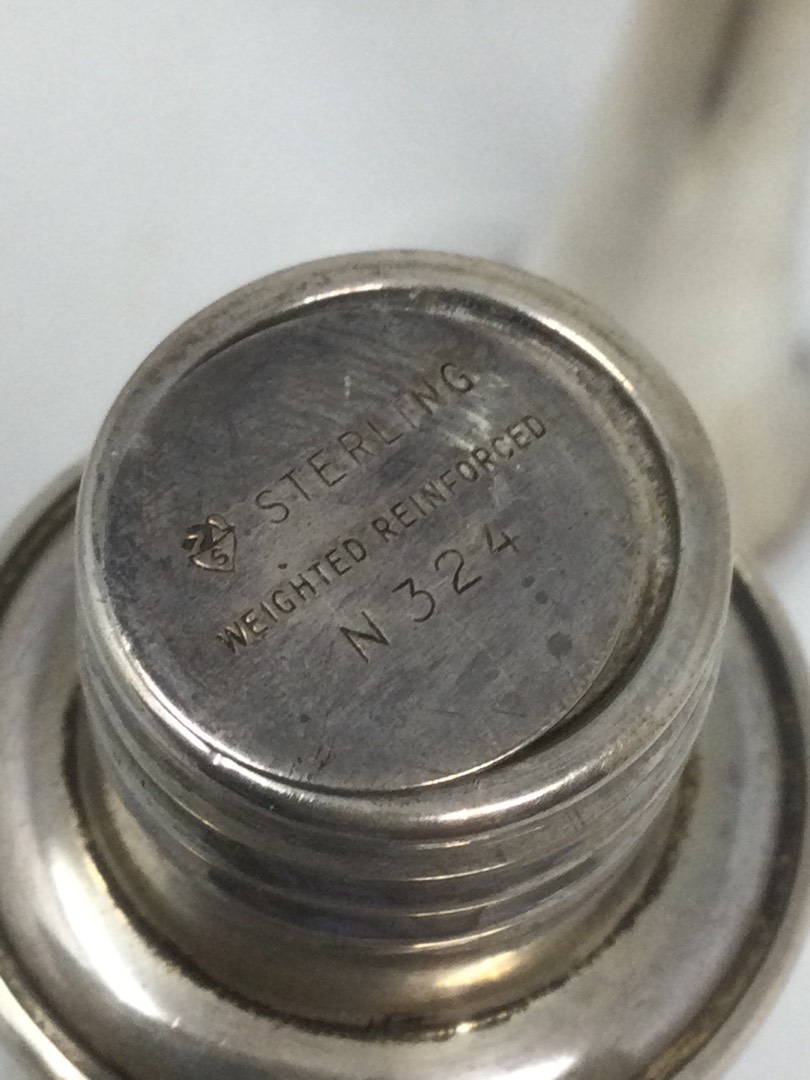 STERLING
WEIGHTED REINFORCED
N 324